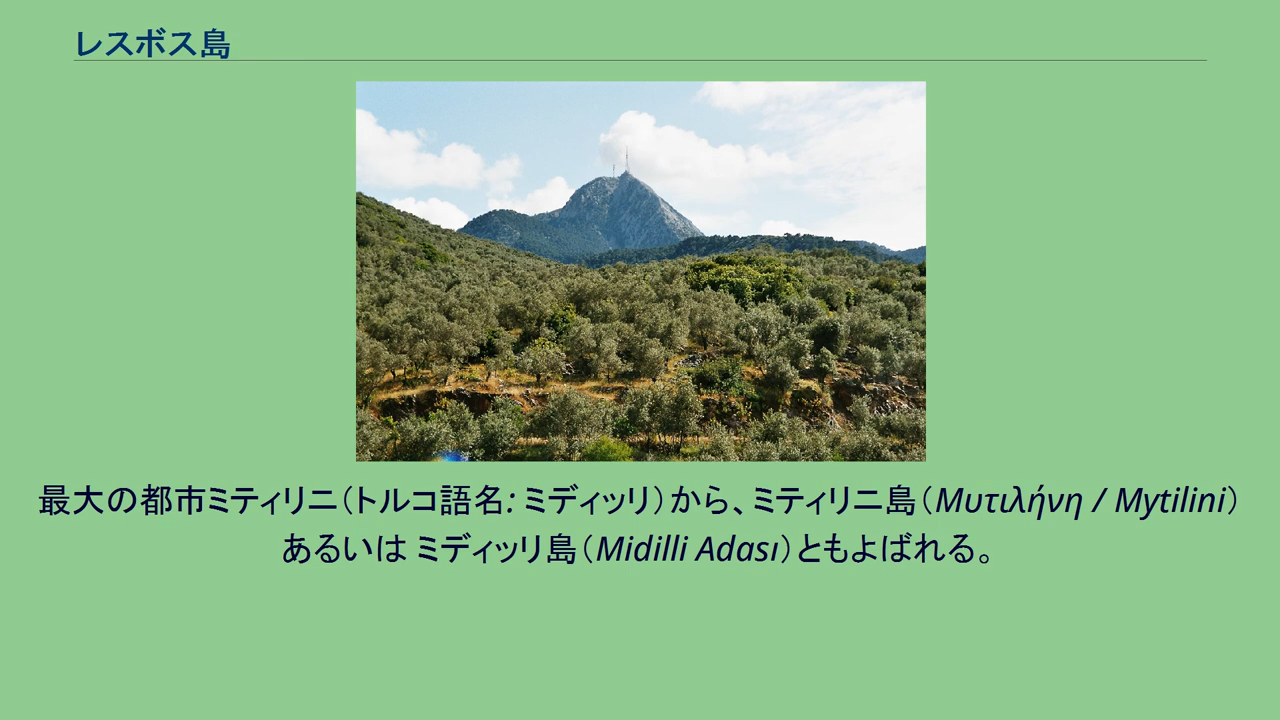 レスボス島
最大の都市ミティリニ（トルコ語名: ミディッリ）から、ミティリニ島（Μυτιλήνη / Mytilini）
あるいは ミディッリ島（Midilli Adası）ともよばれる。